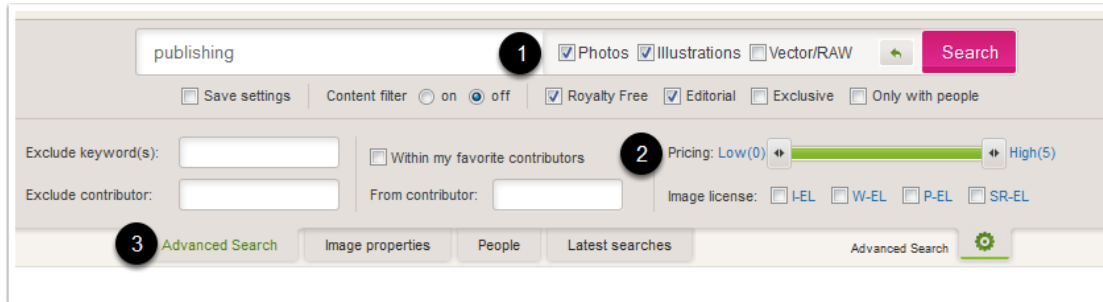 publishing 1 Photos Illustrations Vector/RAW Search
Save settings Content filter on off Royalty Free Editorial Exclusive Only with people
Exclude keyword(s): Within my favorite contributors 2 Pricing: Low(0) High(5)
Exclude contributor: From contributor: Image license: I-EL W-EL P-EL SR-EL
3 Advanced Search Image properties People Latest searches Advanced Search